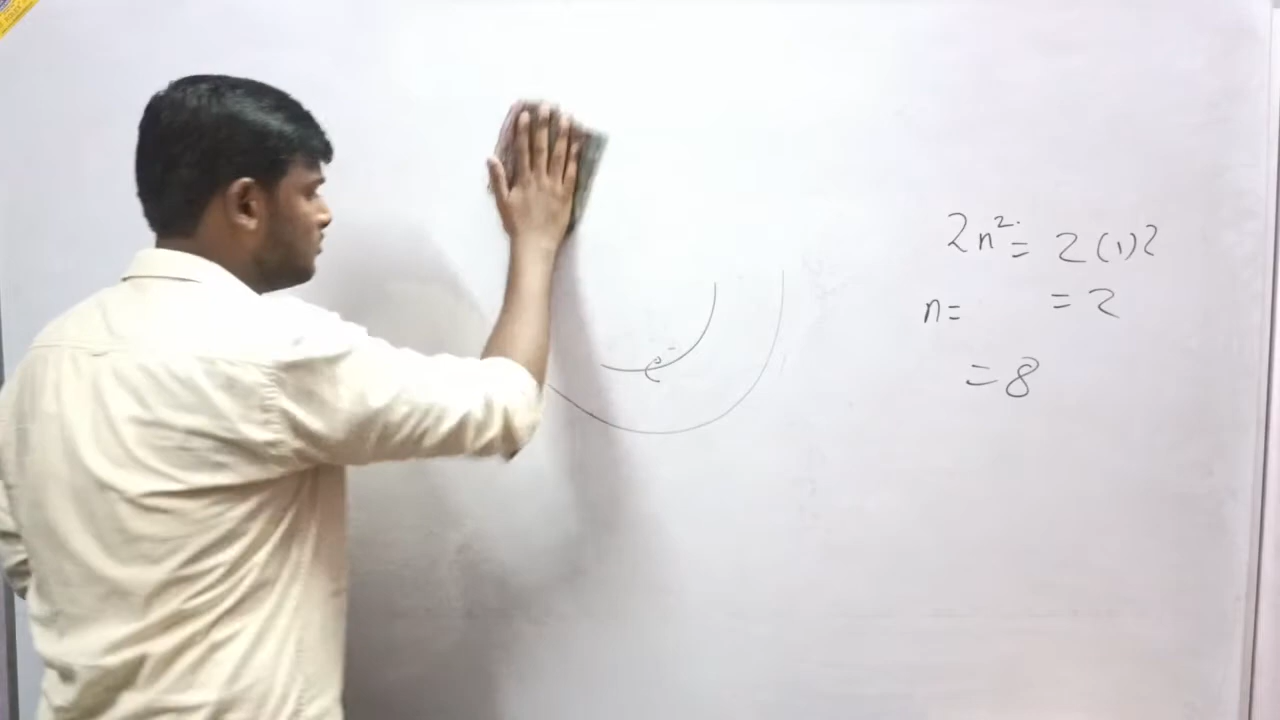 2n² = 2(1)2
n= = 2
= 8
e⁻